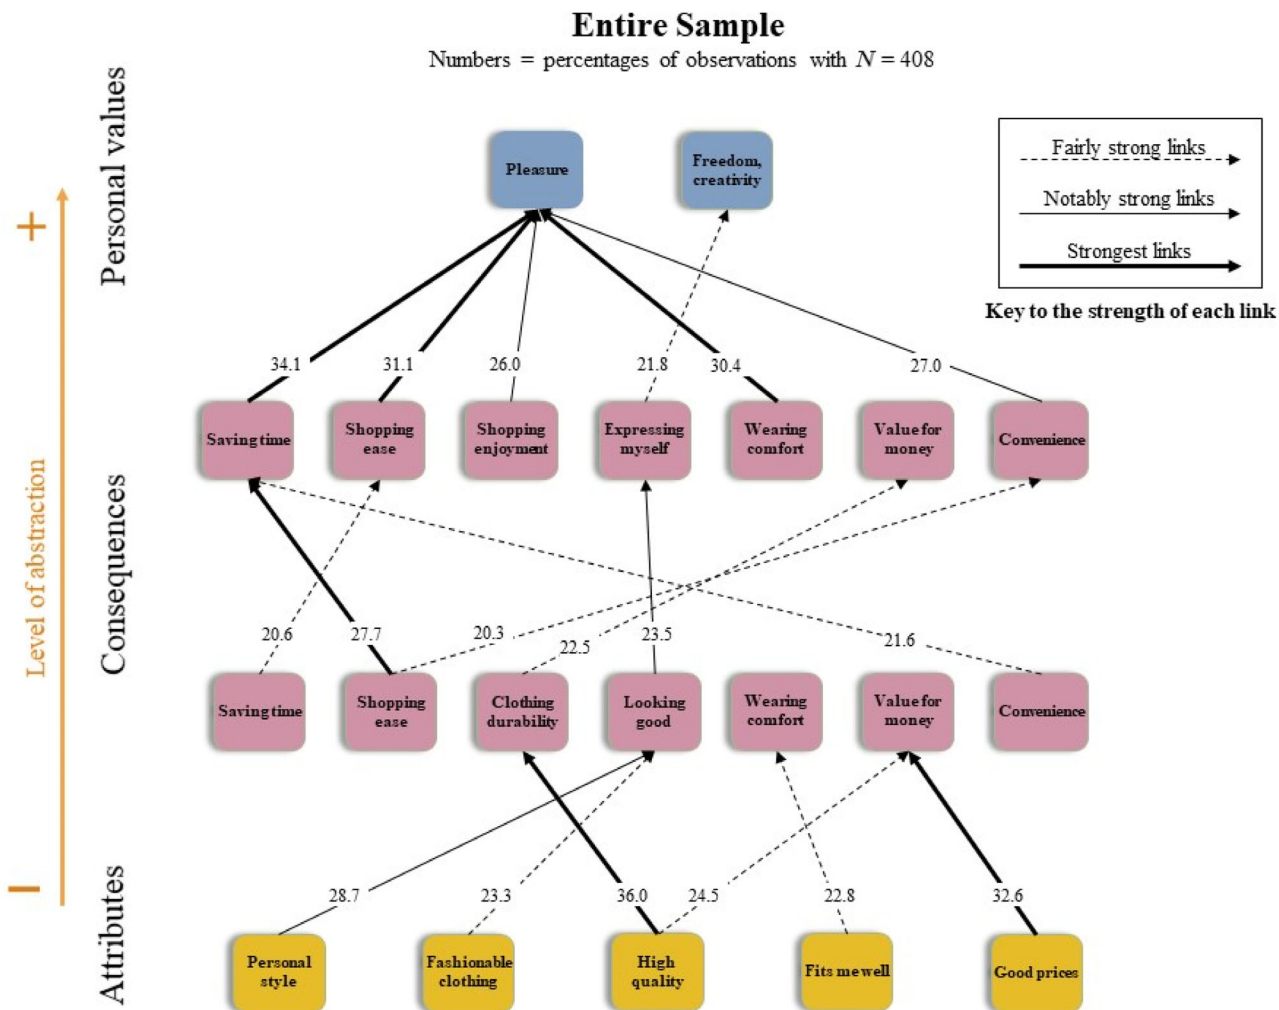 Entire Sample
Numbers = percentages of observations with N = 408
Personal values
Consequences
Attributes
Level of abstraction
+
–
Pleasure
Freedom,
creativity
Fairly strong links
Notably strong links
Strongest links
Key to the strength of each link
34.1
31.1
26.0
21.8
30.4
27.0
Saving time
Shopping
ease
Shopping
enjoyment
Expressing
myself
Wearing
comfort
Value for
money
Convenience
20.6
27.7
20.3
22.5
23.5
21.6
Saving time
Shopping
ease
Clothing
durability
Looking
good
Wearing
comfort
Value for
money
Convenience
28.7
23.3
36.0
24.5
22.8
32.6
Personal
style
Fashionable
clothing
High
quality
Fits me well
Good prices